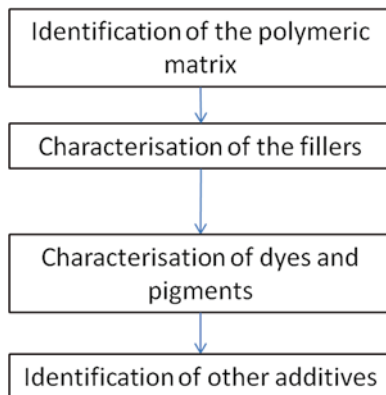 Identification of the polymeric
matrix
Characterisation of the fillers
Characterisation of dyes and
pigments
Identification of other additives